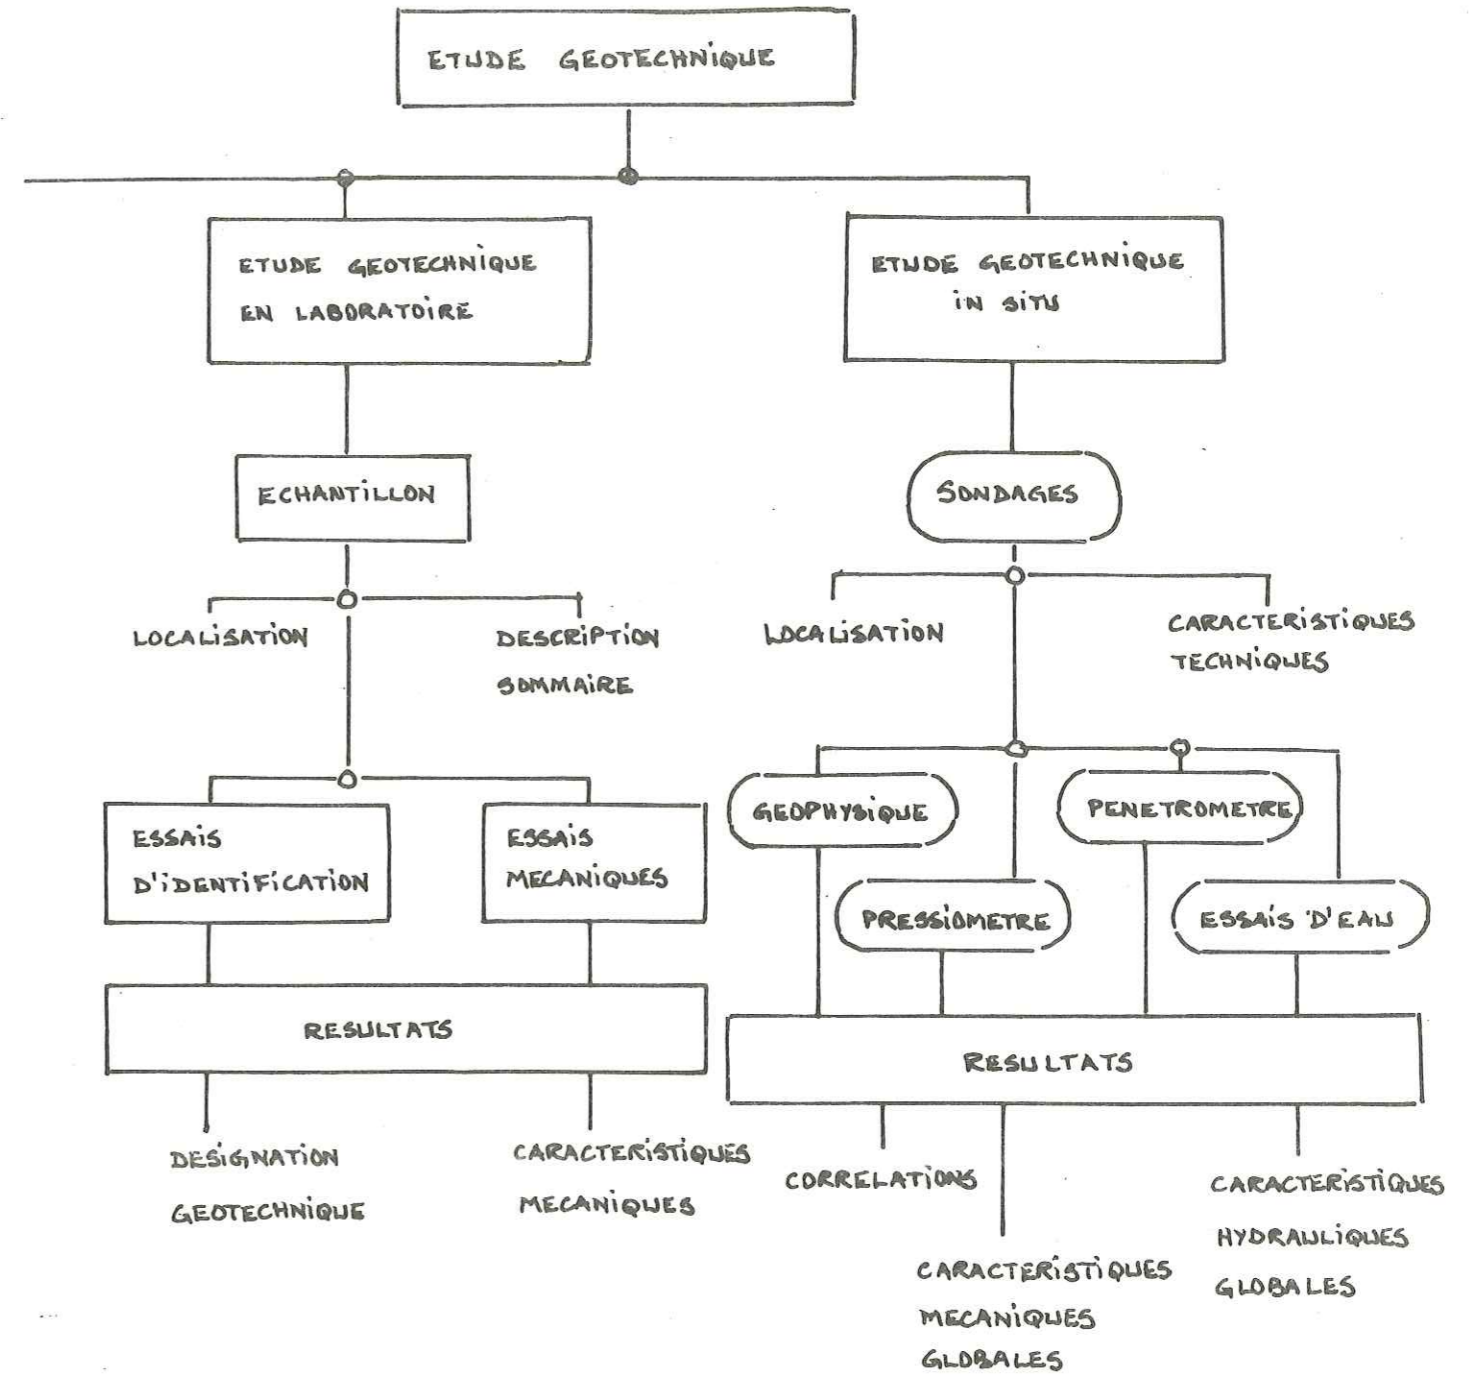 ETUDE GEOTECHNIQUE
ETUDE GEOTECHNIQUE
EN LABORATOIRE
ETUDE GEOTECHNIQUE
IN SITU
ECHANTILLON
SONDAGES
LOCALISATION
DESCRIPTION
SOMMAIRE
LOCALISATION
CARACTERISTIQUES
TECHNIQUES
ESSAIS
D'IDENTIFICATION
ESSAIS
MECANIQUES
GEOPHYSIQUE
PENETROMETRE
PRESSIOMETRE
ESSAIS D'EAU
RESULTATS
RESULTATS
DESIGNATION
GEOTECHNIQUE
CARACTERISTIQUES
MECANIQUES
CORRELATIONS
CARACTERISTIQUES
MECANIQUES
GLOBALES
CARACTERISTIQUES
HYDRAULIQUES
GLOBALES